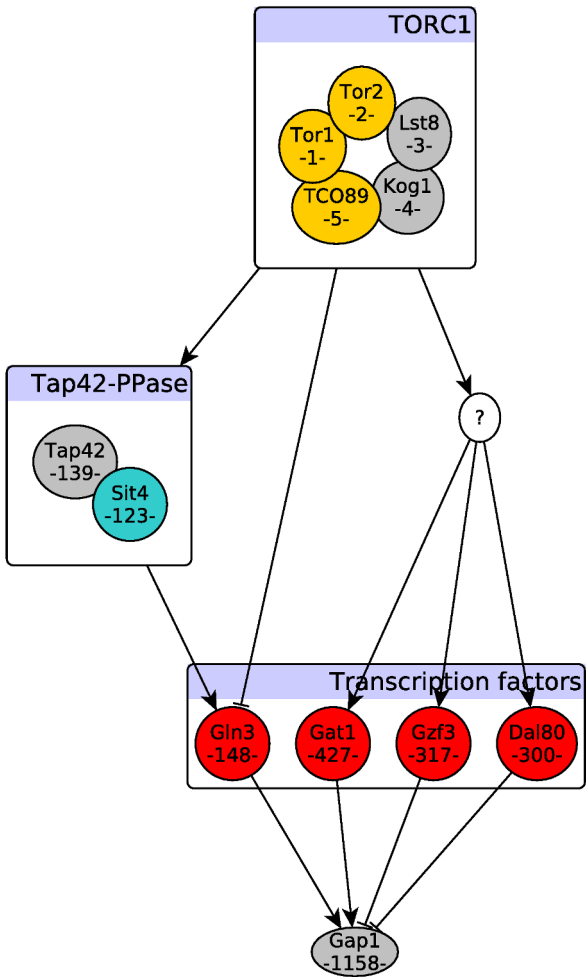 TORC1
Tor2
-2-
Lst8
-3-
Tor1
-1-
Kog1
-4-
TCO89
-5-
Tap42-PPase
?
Tap42
-139-
Sit4
-123-
Transcription factors
Gln3
-148-
Gat1
-427-
Gzf3
-317-
Dal80
-300-
Gap1
-1158-